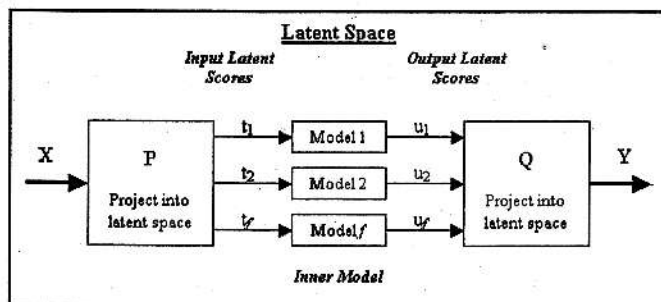 Latent Space
Input Latent
Scores
Output Latent
Scores
X
P
Project into
latent space
t1
t2
tf
Model 1
Model 2
Model f
u1
u2
uf
Q
Project into
latent space
Y
Inner Model